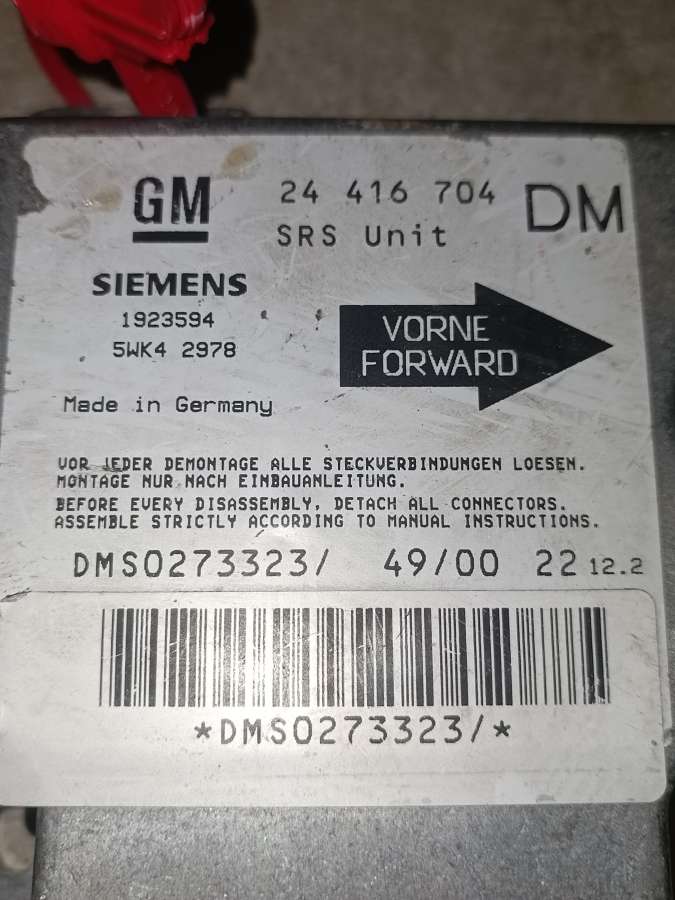 GM
24 416 704
DM
SRS Unit
SIEMENS
1923594
5WK4 2978
VORNE
FORWARD
Made in Germany
VOR JEDER DEMONTAGE ALLE STECKVERBINDUNGEN LOESEN.
MONTAGE NUR NACH EINBAUANLEITUNG.
BEFORE EVERY DISASSEMBLY, DETACH ALL CONNECTORS.
ASSEMBLE STRICTLY ACCORDING TO MANUAL INSTRUCTIONS.
DMS0273323/ 49/00 22 12.2
*DMS0273323/*